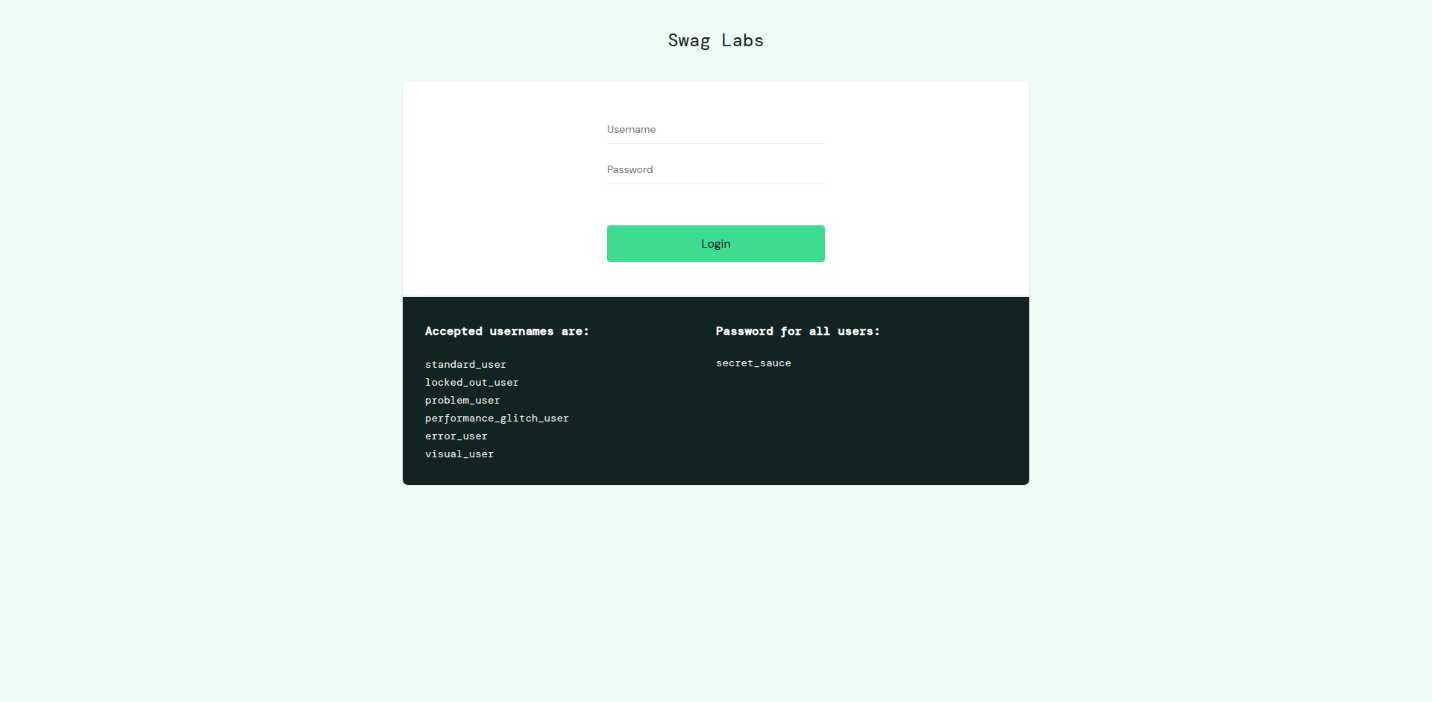 Swag Labs
Username
Password
Login
Accepted usernames are:
standard_user
locked_out_user
problem_user
performance_glitch_user
error_user
visual_user
Password for all users:
secret_sauce